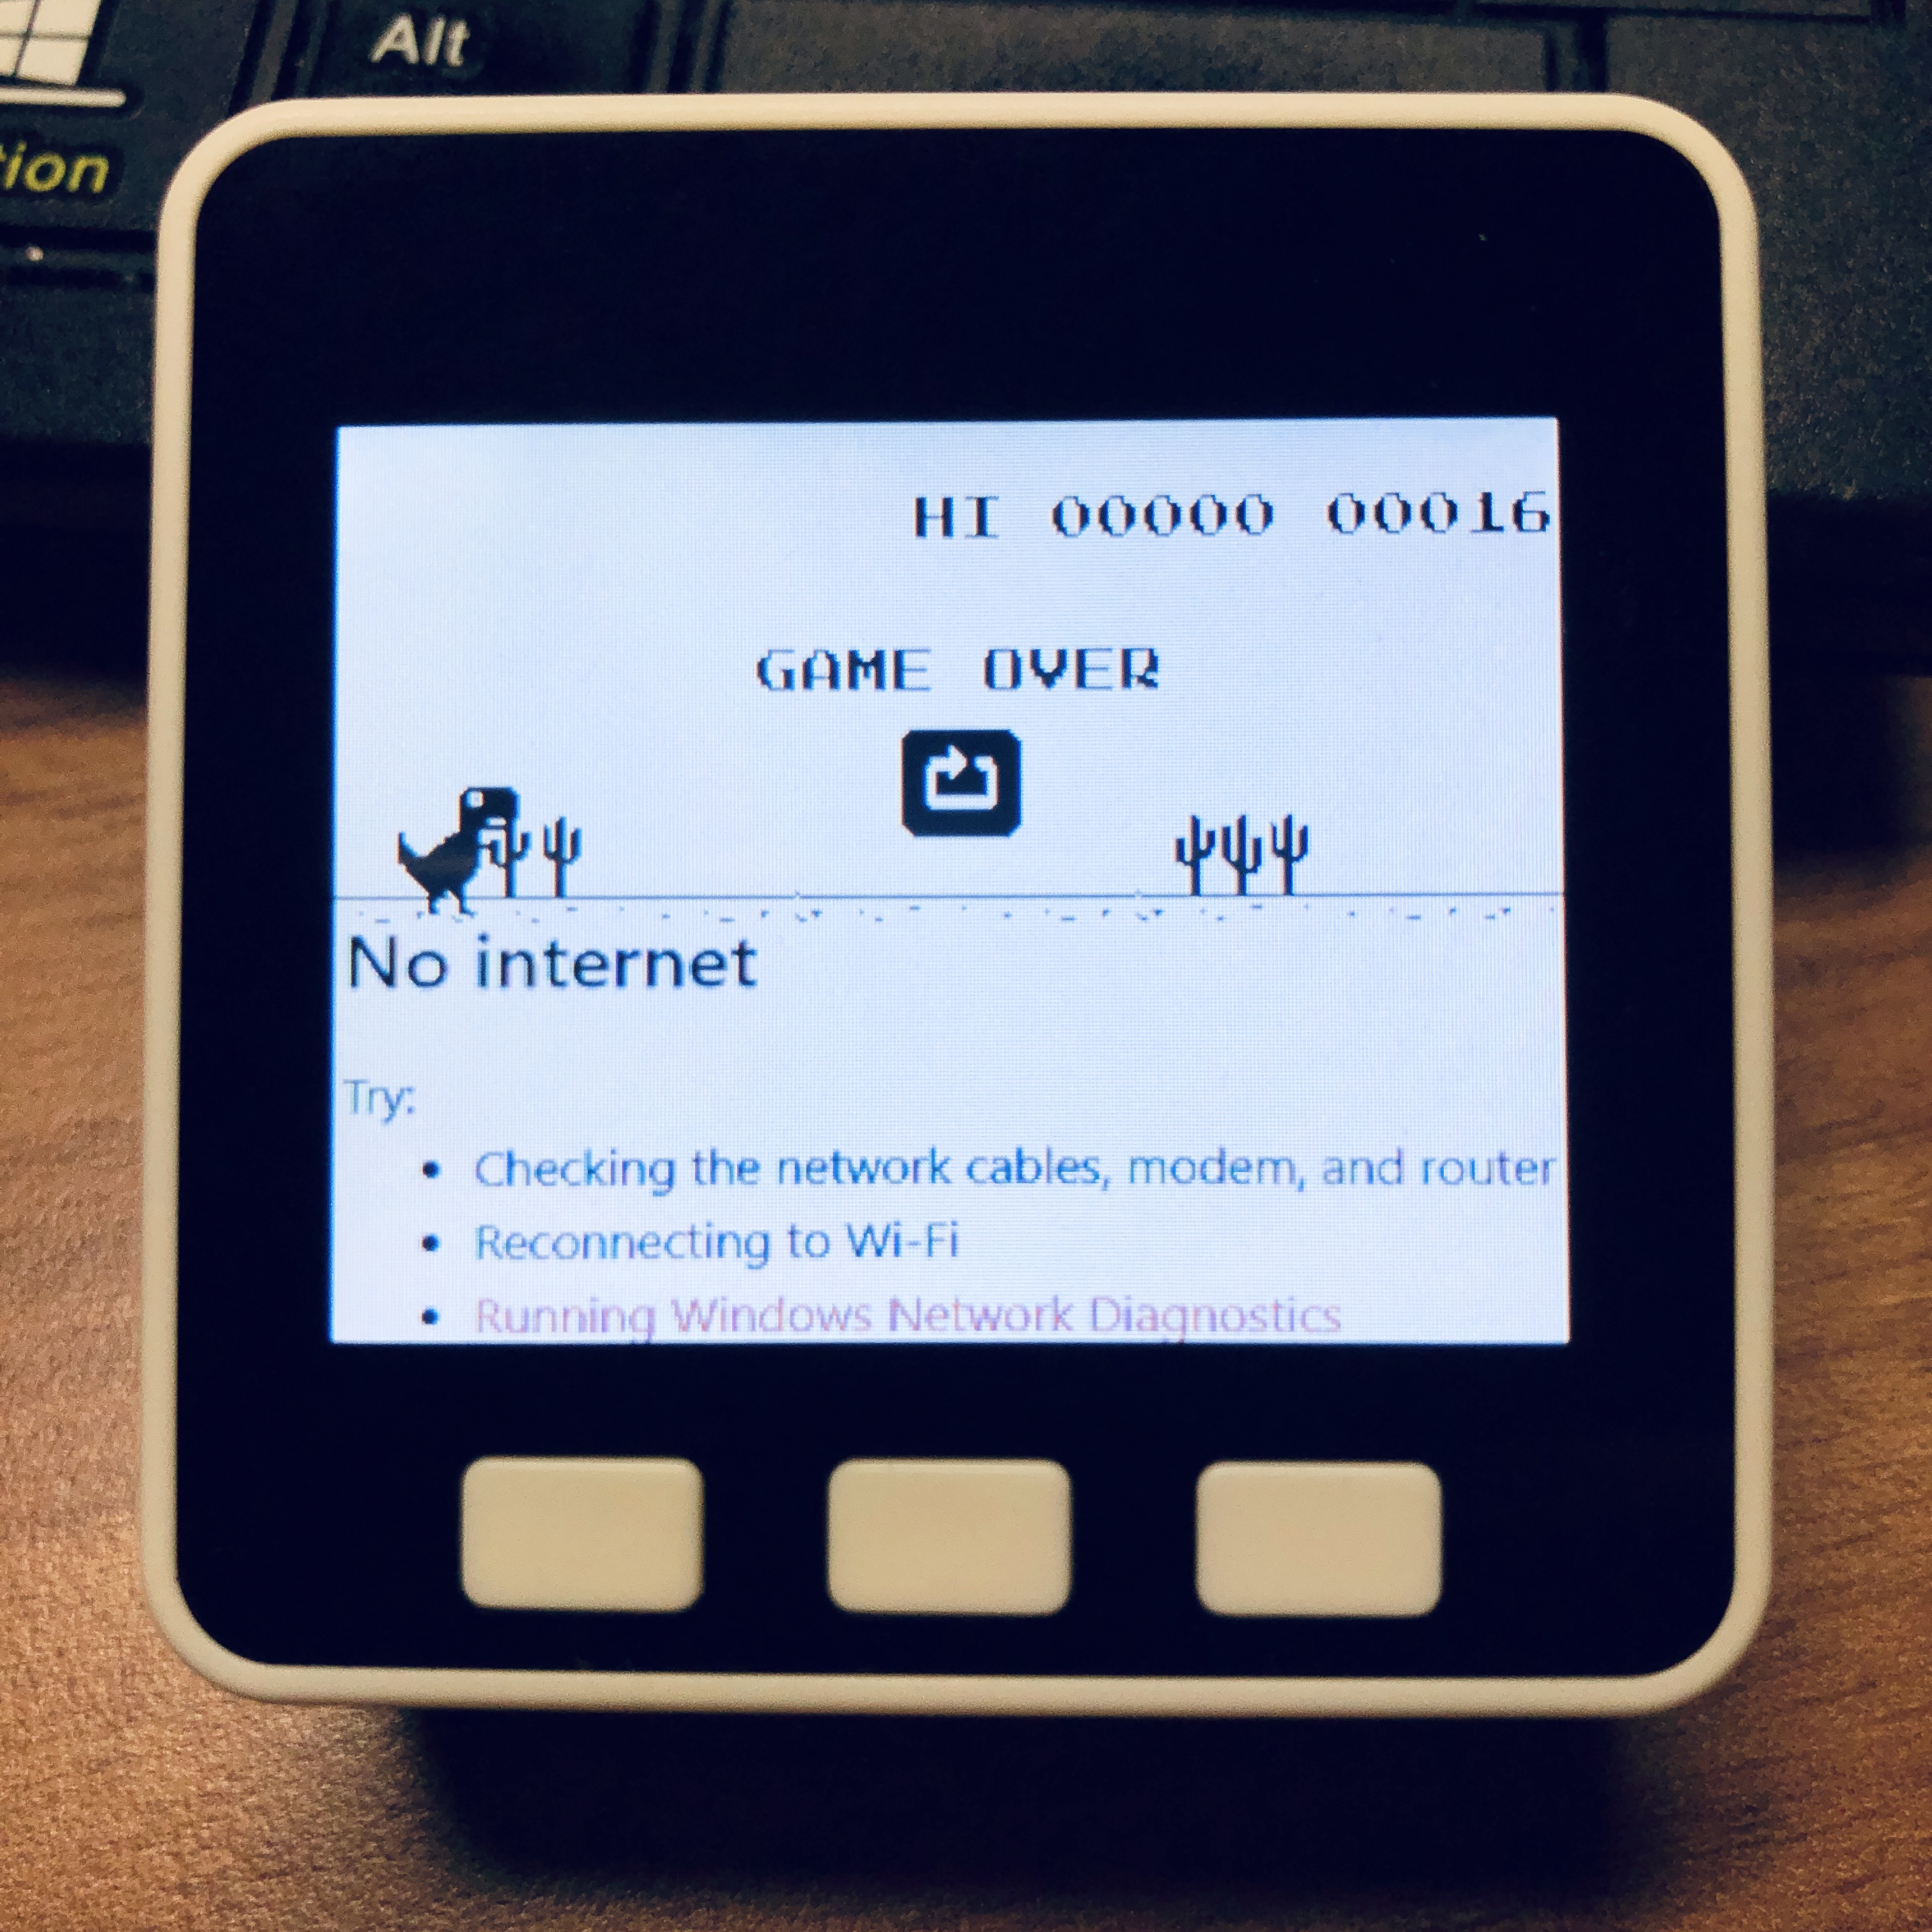 Alt
tion
HI 00000 00016
GAME OVER
No internet
Try:
• Checking the network cables, modem, and router
• Reconnecting to Wi-Fi
• Running Windows Network Diagnostics